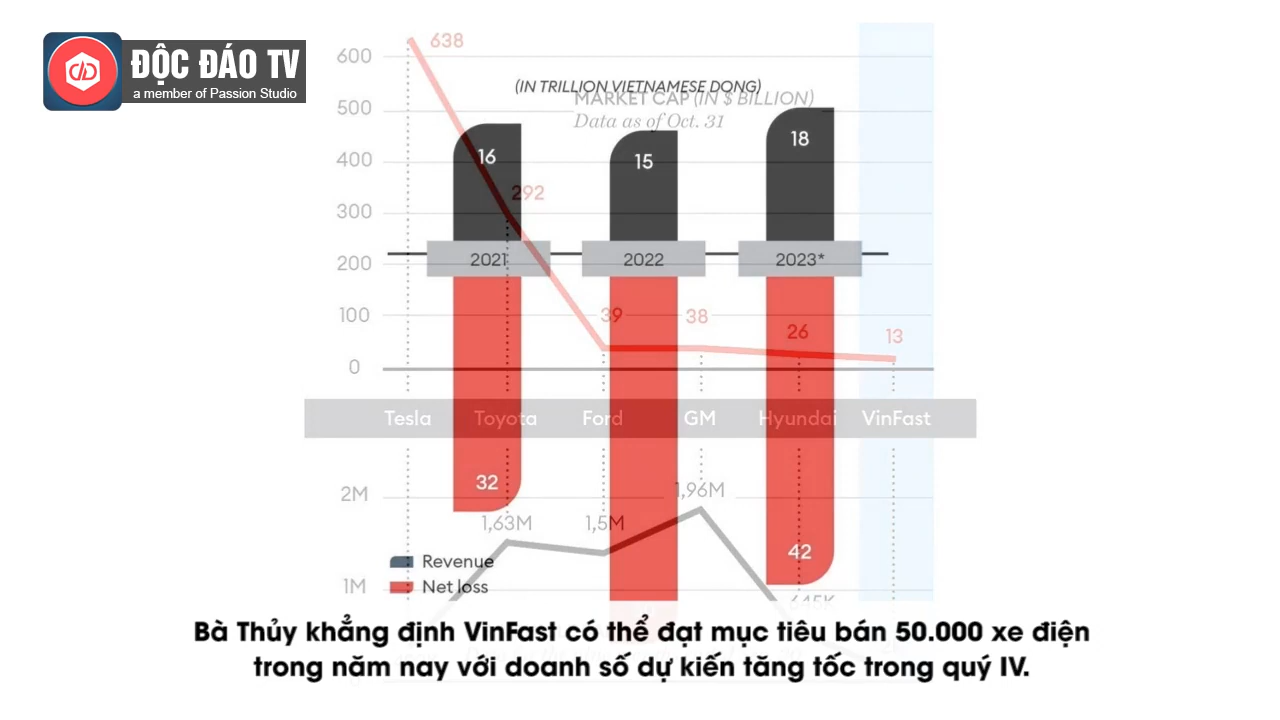 ĐỘC ĐÁO TV
a member of Passion Studio
638
600
(IN TRILLION VIETNAMESE DONG)
MARKET CAP (IN $ BILLION)
500
Data as of Oct. 31
18
16
15
400
292
300
200
2021
2022
2023*
100
39
38
26
13
0
Tesla
Toyota
Ford
GM
Hyundai
VinFast
32
2M
1,96M
1,63M
1,5M
42
Revenue
1M
Net loss
645K
Bà Thủy khẳng định VinFast có thể đạt mục tiêu bán 50.000 xe điện
trong năm nay với doanh số dự kiến tăng tốc trong quý IV.